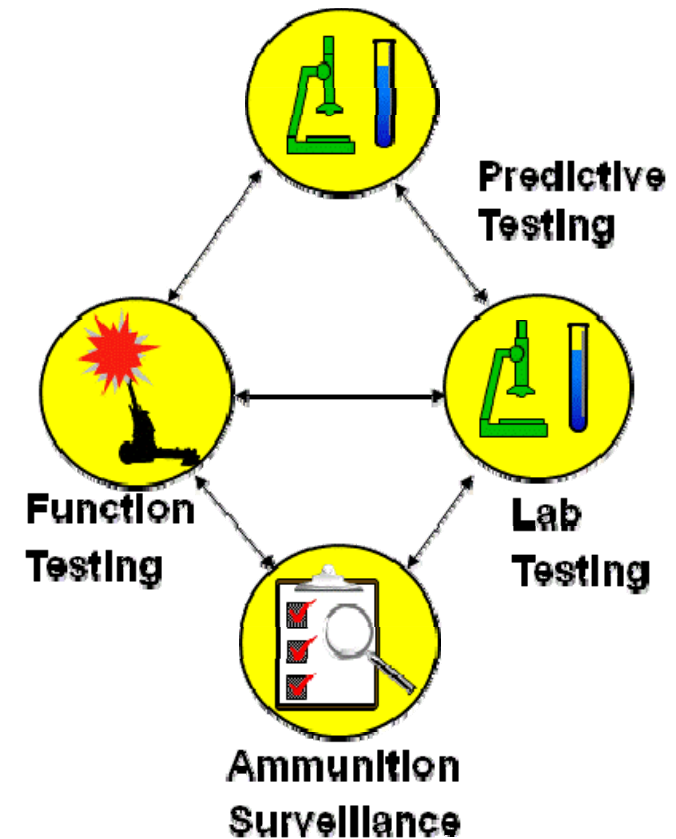 Predictive
Testing
Function
Testing
Lab
Testing
Ammunition
Surveillance